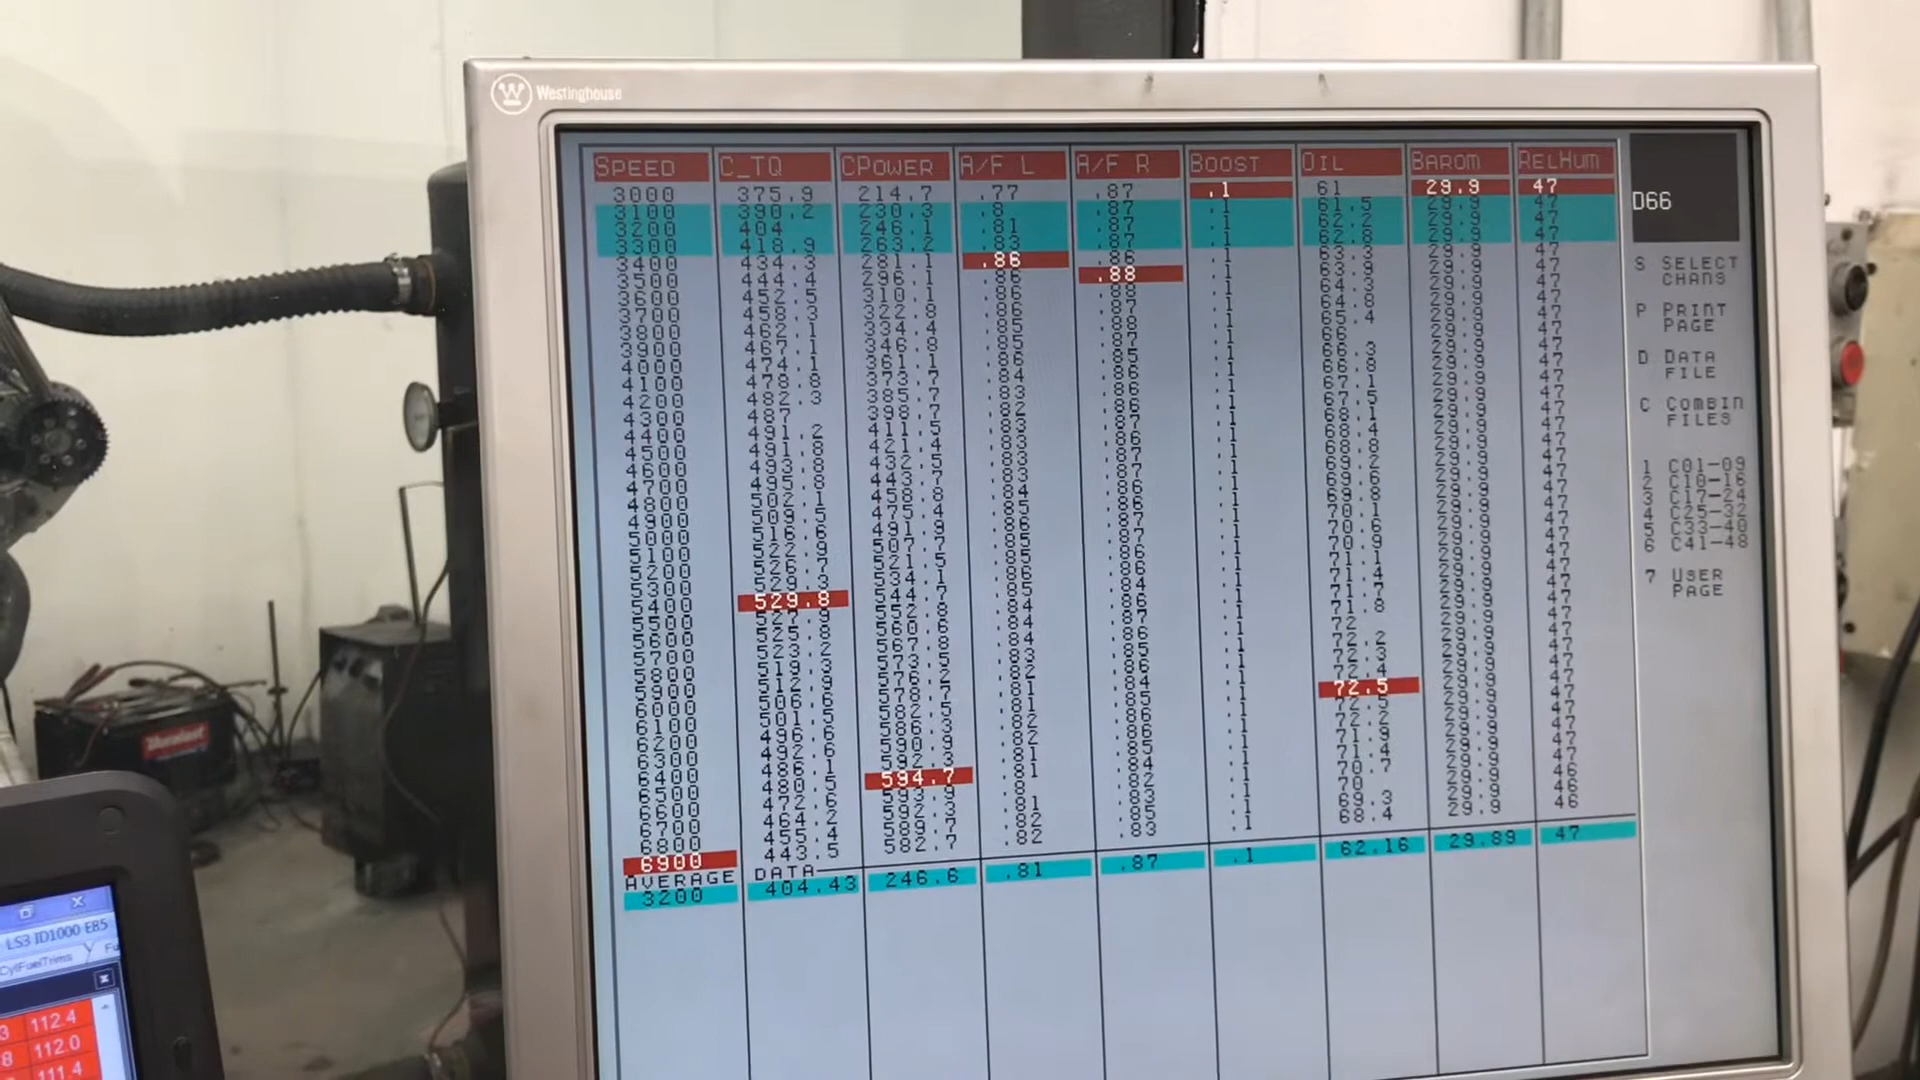 Westinghouse
SPEED C_TQ CPOWER A/F L A/F R BOOST OIL BAROM RELHUM
3000 375.9 214.7 .77 .87 .1 61 29.9 47
3100 390.2 230.3 .8 .87 .1 61.5 29.9 47
3200 404 246.1 .81 .87 .1 62.2 29.9 47
3300 418.9 263.2 .83 .87 .1 62.8 29.9 47
3400 434.3 281.1 .86 .86 .1 63.3 29.9 47
3500 444.4 296.1 .86 .88 .1 63.9 29.9 47
3600 452.5 310.1 .86 .88 .1 64.3 29.9 47
3700 458.3 322.8 .86 .87 .1 64.8 29.9 47
3800 462.1 334.4 .85 .88 .1 65.4 29.9 47
3900 467.1 346.8 .85 .87 .1 66 29.9 47
4000 474.1 361.1 .86 .85 .1 66.3 29.9 47
4100 478.8 373.7 .84 .86 .1 66.8 29.9 47
4200 482.3 385.7 .83 .86 .1 67.1 29.9 47
4300 487 398.7 .82 .86 .1 67.5 29.9 47
4400 491.2 411.5 .82 .87 .1 68.1 29.9 47
4500 491.8 421.4 .83 .86 .1 68.4 29.9 47
4600 493.8 432.5 .83 .87 .1 68.8 29.9 47
4700 495.8 443.7 .83 .86 .1 69.2 29.9 47
4800 502.1 458.8 .84 .86 .1 69.6 29.9 47
4900 509.5 475.4 .85 .86 .1 69.8 29.9 47
5000 516.6 491.9 .86 .87 .1 70.1 29.9 47
5100 522.9 507.7 .85 .87 .1 70.6 29.9 47
5200 526.7 521.5 .85 .86 .1 70.9 29.9 47
5300 529.3 534.1 .86 .86 .1 71.1 29.9 47
5400 529.8 544.7 .85 .84 .1 71.4 29.9 47
5500 527.9 552.8 .84 .86 .1 71.7 29.9 47
5600 525.8 560.6 .84 .87 .1 71.8 29.9 47
5700 523.2 567.8 .84 .86 .1 72 29.9 47
5800 519.3 573.5 .83 .85 .1 72.2 29.9 47
5900 512.9 576.2 .82 .86 .1 72.3 29.9 47
6000 506.6 578.7 .81 .84 .1 72.4 29.9 47
6100 501.5 582.5 .81 .85 .1 72.5 29.9 47
6200 496.6 586.3 .82 .86 .1 72.5 29.9 47
6300 492.6 590.9 .82 .86 .1 72.2 29.9 47
6400 486.1 592.3 .81 .85 .1 71.9 29.9 47
6500 480.5 594.7 .81 .84 .1 71.4 29.9 47
6600 472.6 593.9 .82 .1 70.7 29.9 47
6700 464.2 592.3 .81 .83 .1 70 29.9 46
6800 455.4 589.7 .82 .85 .1 69.3 29.9 46
6900 443.5 582.7 .82 .83 .1 68.4 29.9 46
AVERAGE DATA
3200 404.43 246.6 .81 .87 .1 62.16 29.89 47
D66
S SELECT
CHANS
P PRINT
PAGE
D DATA
FILE
C COMBIN
FILES
1 C01-09
2 C10-16
3 C17-24
4 C25-32
5 C33-40
6 C41-48
7 USER
PAGE
Duralast
LS3 ID1000 E85
CylFuelTrims Fu
3 112.4
8 112.0
111.4